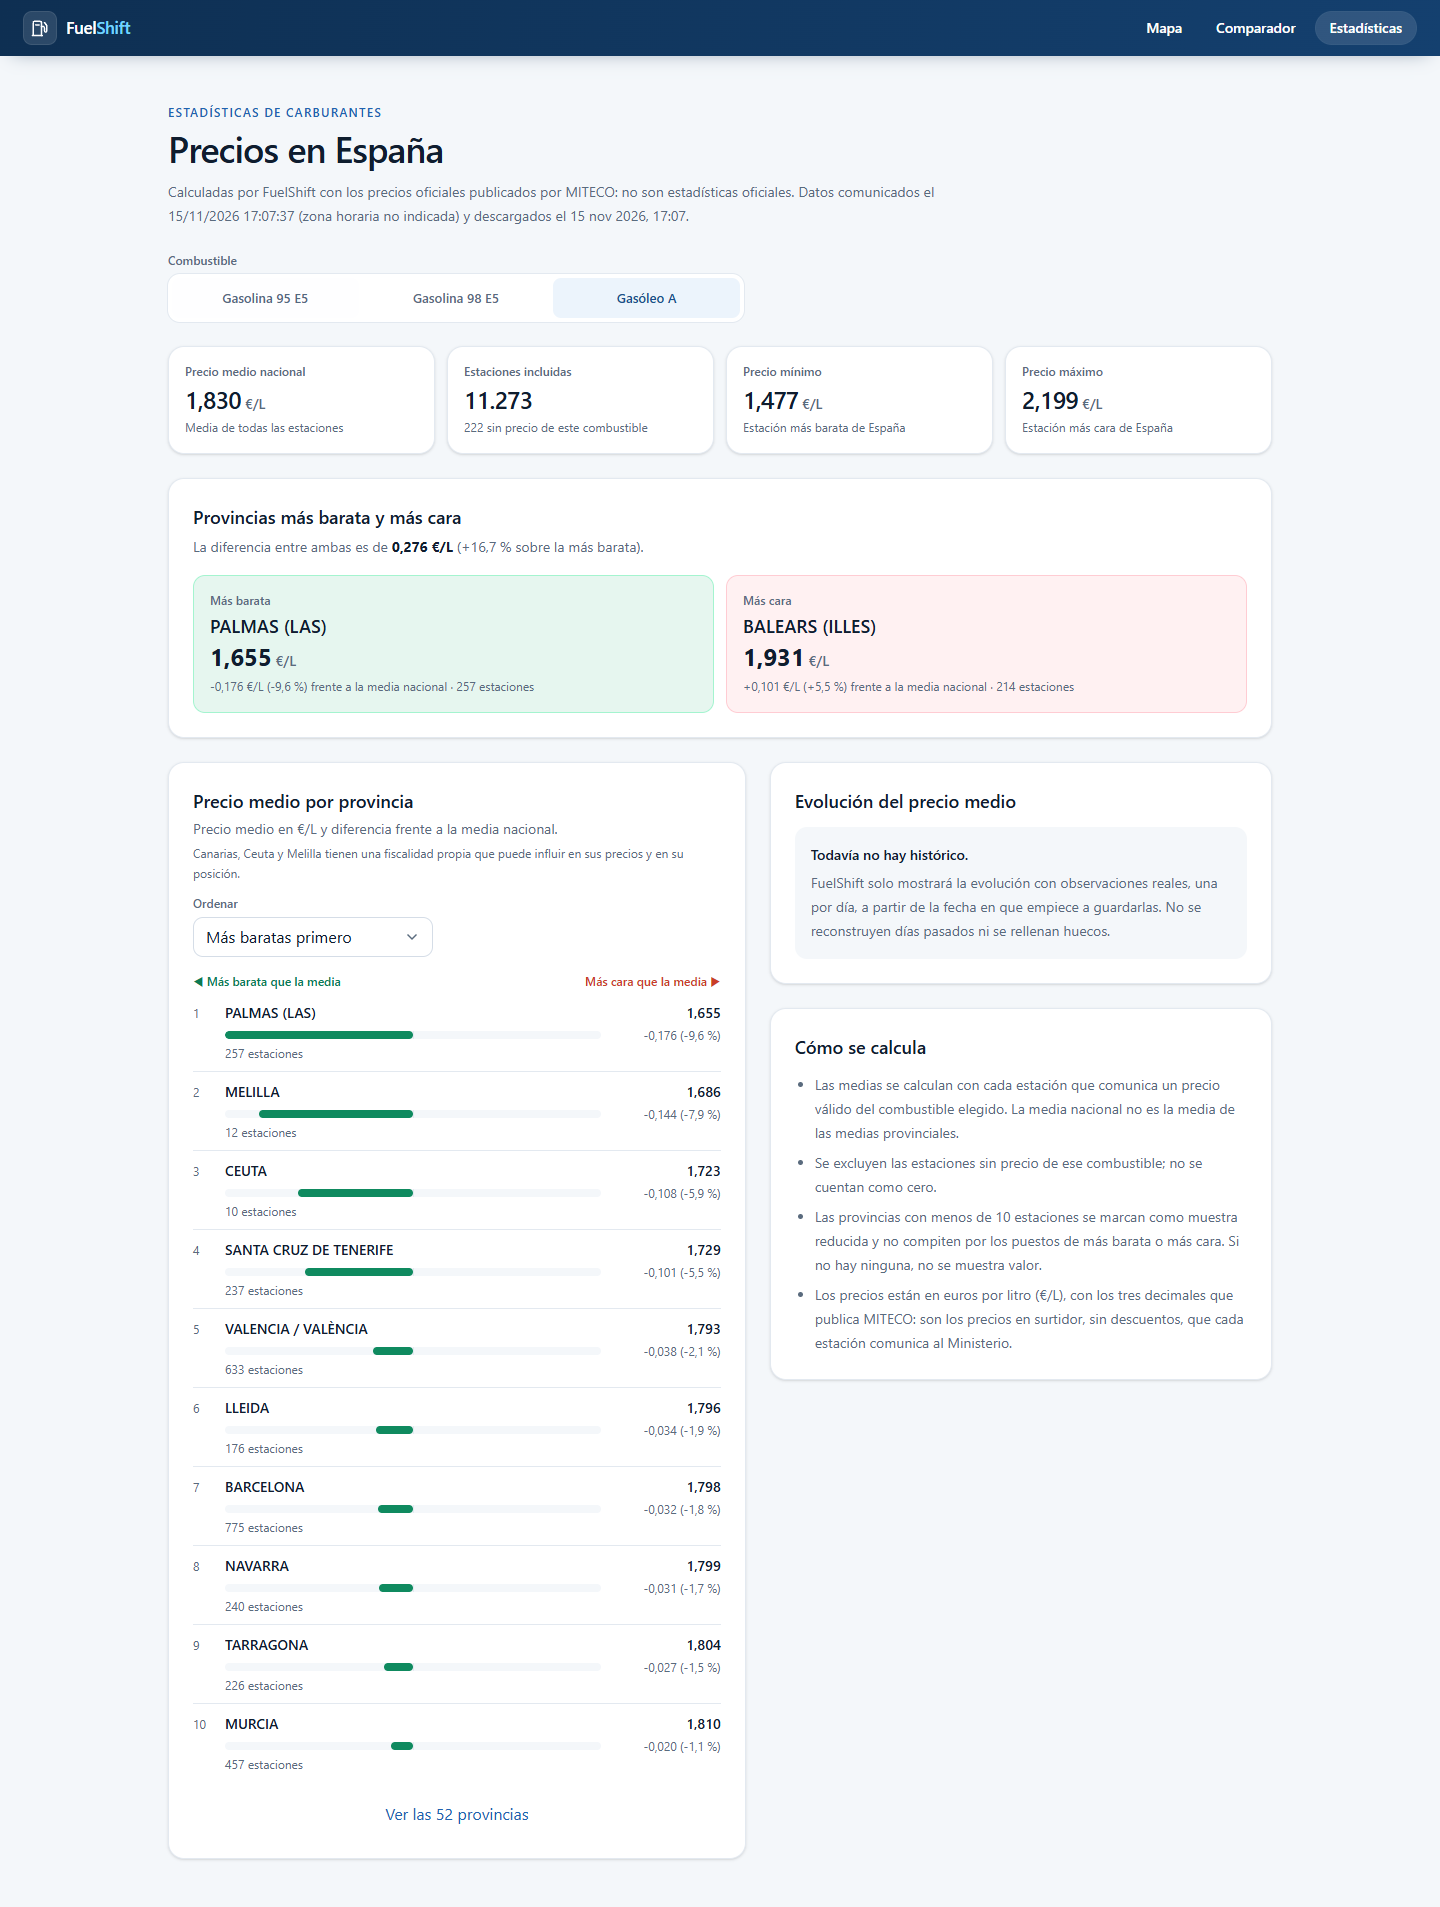 FuelShift
Mapa
Comparador
Estadísticas
ESTADÍSTICAS DE CARBURANTES
Precios en España
Calculadas por FuelShift con los precios oficiales publicados por MITECO: no son estadísticas oficiales. Datos comunicados el
15/11/2026 17:07:37 (zona horaria no indicada) y descargados el 15 nov 2026, 17:07.
Combustible
Gasolina 95 E5
Gasolina 98 E5
Gasóleo A
Precio medio nacional
1,830 €/L
Media de todas las estaciones
Estaciones incluidas
11.273
222 sin precio de este combustible
Precio mínimo
1,477 €/L
Estación más barata de España
Precio máximo
2,199 €/L
Estación más cara de España
Provincias más barata y más cara
La diferencia entre ambas es de 0,276 €/L (+16,7 % sobre la más barata).
Más barata
PALMAS (LAS)
1,655 €/L
-0,176 €/L (-9,6 %) frente a la media nacional · 257 estaciones
Más cara
BALEARS (ILLES)
1,931 €/L
+0,101 €/L (+5,5 %) frente a la media nacional · 214 estaciones
Precio medio por provincia
Precio medio en €/L y diferencia frente a la media nacional.
Canarias, Ceuta y Melilla tienen una fiscalidad propia que puede influir en sus precios y en su
posición.
Ordenar
Más baratas primero
◀ Más barata que la media
Más cara que la media ▶
1 PALMAS (LAS) 1,655
-0,176 (-9,6 %)
257 estaciones
2 MELILLA 1,686
-0,144 (-7,9 %)
12 estaciones
3 CEUTA 1,723
-0,108 (-5,9 %)
10 estaciones
4 SANTA CRUZ DE TENERIFE 1,729
-0,101 (-5,5 %)
237 estaciones
5 VALENCIA / VALÈNCIA 1,793
-0,038 (-2,1 %)
633 estaciones
6 LLEIDA 1,796
-0,034 (-1,9 %)
176 estaciones
7 BARCELONA 1,798
-0,032 (-1,8 %)
775 estaciones
8 NAVARRA 1,799
-0,031 (-1,7 %)
240 estaciones
9 TARRAGONA 1,804
-0,027 (-1,5 %)
226 estaciones
10 MURCIA 1,810
-0,020 (-1,1 %)
457 estaciones
Ver las 52 provincias
Evolución del precio medio
Todavía no hay histórico.
FuelShift solo mostrará la evolución con observaciones reales, una
por día, a partir de la fecha en que empiece a guardarlas. No se
reconstruyen días pasados ni se rellenan huecos.
Cómo se calcula
• Las medias se calculan con cada estación que comunica un precio
válido del combustible elegido. La media nacional no es la media de
las medias provinciales.
• Se excluyen las estaciones sin precio de ese combustible; no se
cuentan como cero.
• Las provincias con menos de 10 estaciones se marcan como muestra
reducida y no compiten por los puestos de más barata o más cara. Si
no hay ninguna, no se muestra valor.
• Los precios están en euros por litro (€/L), con los tres decimales que
publica MITECO: son los precios en surtidor, sin descuentos, que cada
estación comunica al Ministerio.